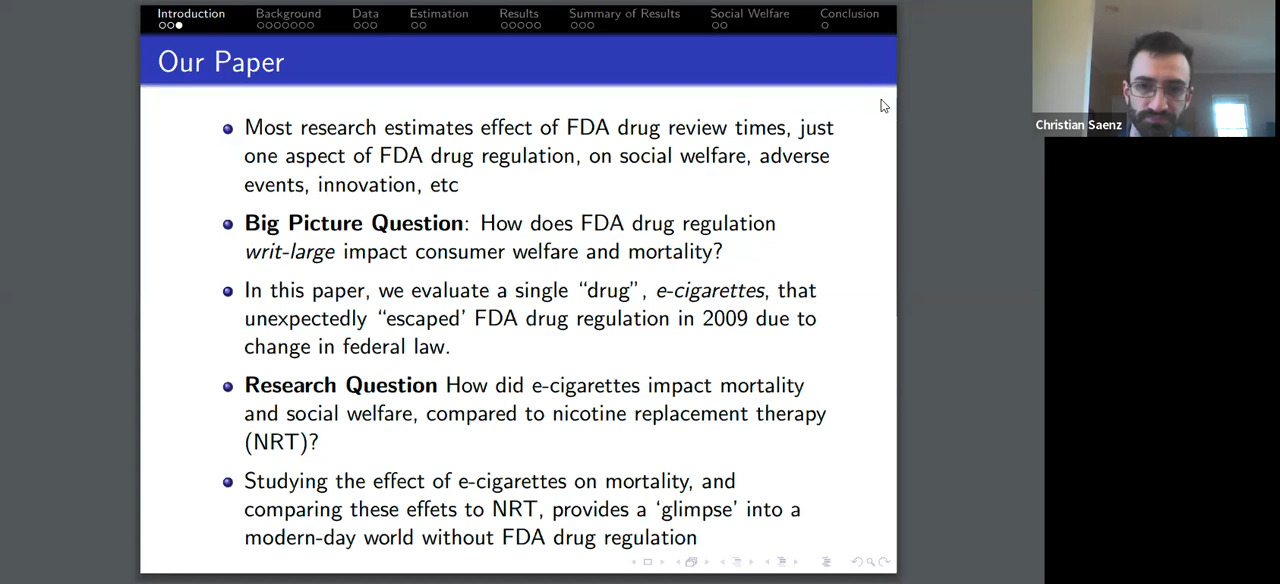 Introduction Background Data Estimation Results Summary of Results Social Welfare Conclusion
Our Paper
Most research estimates effect of FDA drug review times, just
one aspect of FDA drug regulation, on social welfare, adverse
events, innovation, etc
Big Picture Question: How does FDA drug regulation
writ-large impact consumer welfare and mortality?
In this paper, we evaluate a single “drug”, e-cigarettes, that
unexpectedly “escaped’ FDA drug regulation in 2009 due to
change in federal law.
Research Question How did e-cigarettes impact mortality
and social welfare, compared to nicotine replacement therapy
(NRT)?
Studying the effect of e-cigarettes on mortality, and
comparing these effets to NRT, provides a ‘glimpse’ into a
modern-day world without FDA drug regulation
Christian Saenz